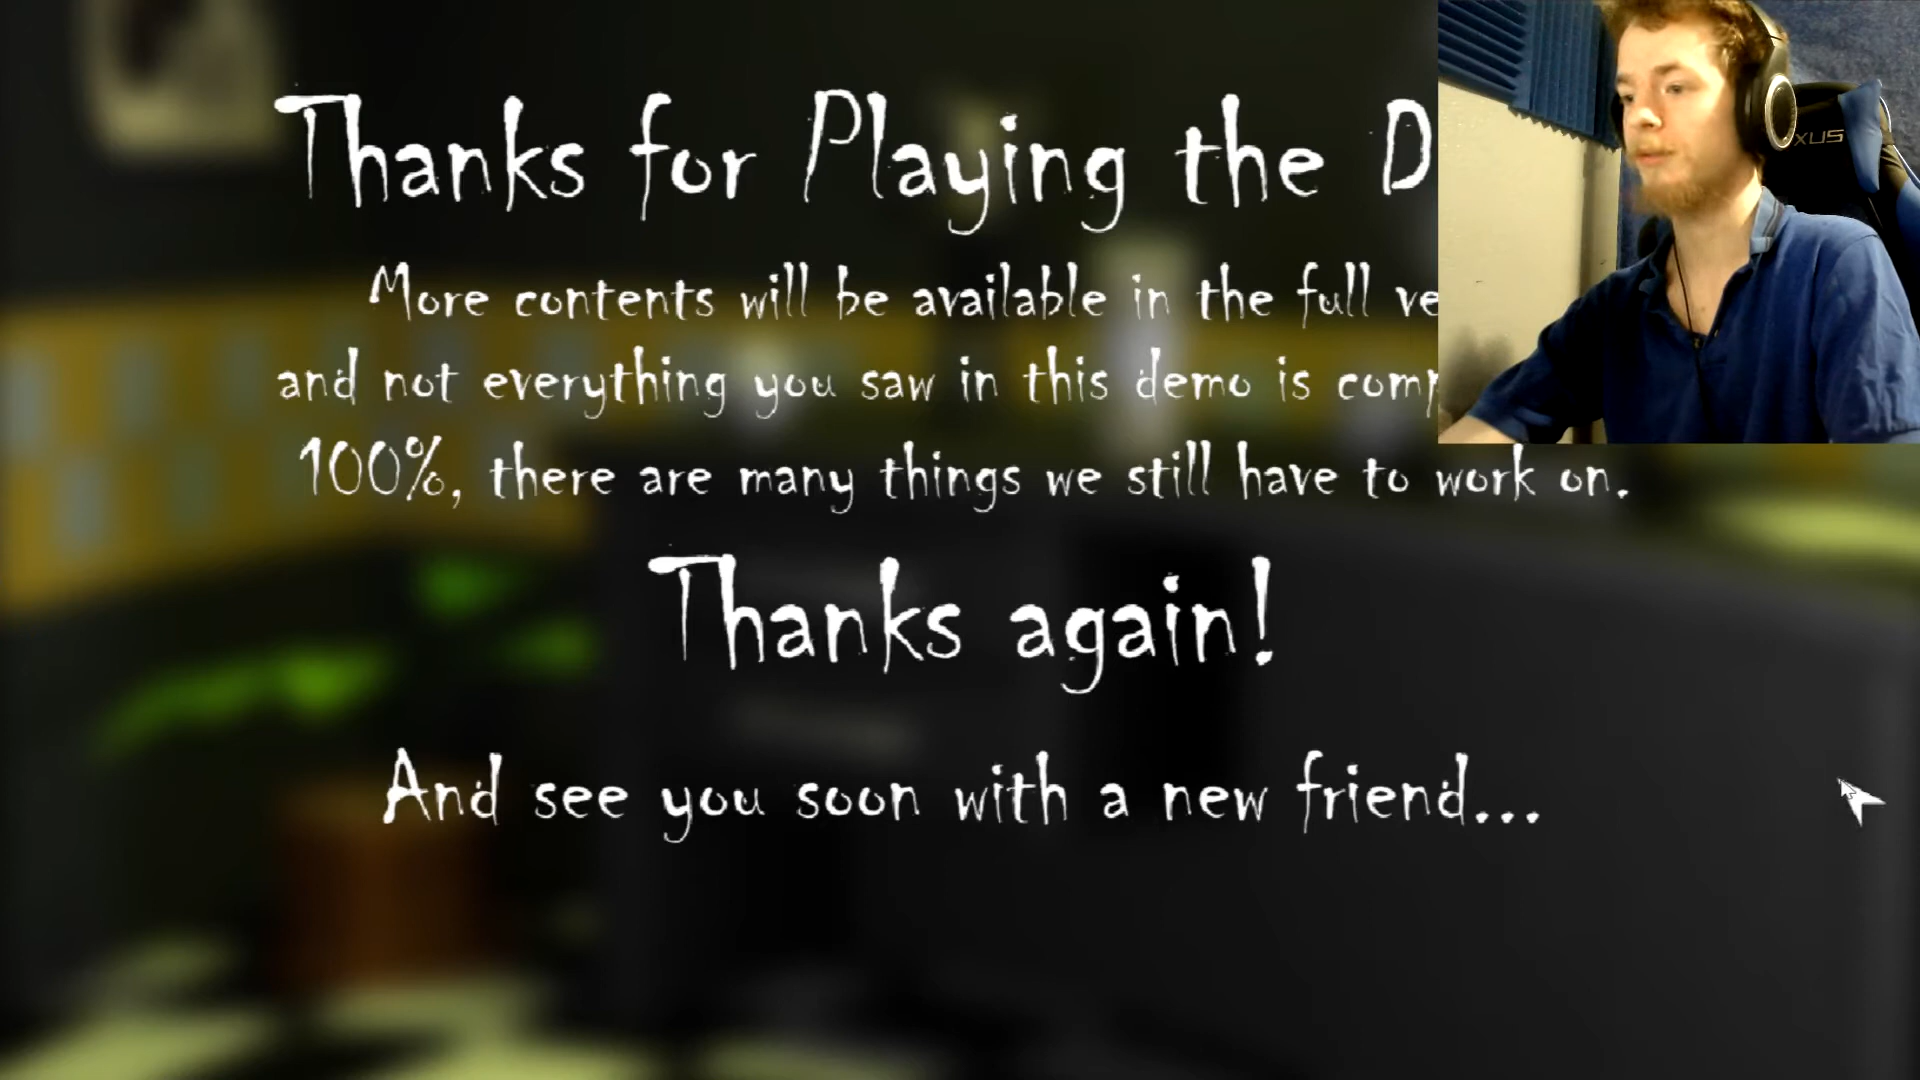 Thanks for Playing the D
More contents will be available in the full ve
and not everything you saw in this demo is comp
100%, there are many things we still have to work on.
Thanks again!
And see you soon with a new friend...
XUS